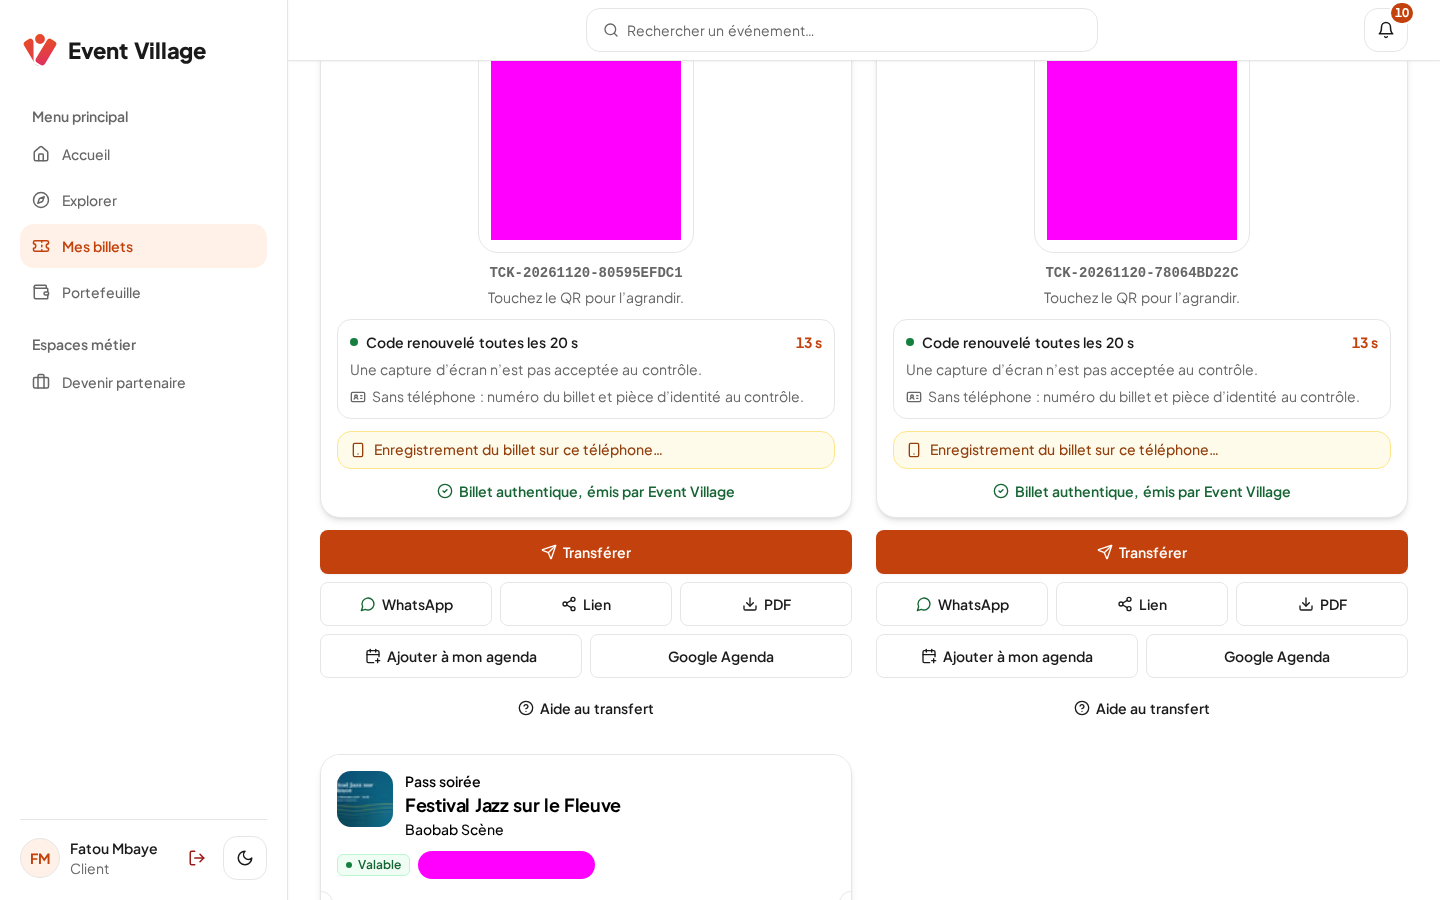 Event Village
Rechercher un événement…
10
Menu principal
Accueil
Explorer
Mes billets
Portefeuille
Espaces métier
Devenir partenaire
FM
Fatou Mbaye
Client
TCK-20261120-80595EFDC1
Touchez le QR pour l’agrandir.
Code renouvelé toutes les 20 s
13 s
Une capture d’écran n’est pas acceptée au contrôle.
Sans téléphone : numéro du billet et pièce d’identité au contrôle.
Enregistrement du billet sur ce téléphone…
Billet authentique, émis par Event Village
Transférer
WhatsApp
Lien
PDF
Ajouter à mon agenda
Google Agenda
Aide au transfert
TCK-20261120-78064BD22C
Touchez le QR pour l’agrandir.
Code renouvelé toutes les 20 s
13 s
Une capture d’écran n’est pas acceptée au contrôle.
Sans téléphone : numéro du billet et pièce d’identité au contrôle.
Enregistrement du billet sur ce téléphone…
Billet authentique, émis par Event Village
Transférer
WhatsApp
Lien
PDF
Ajouter à mon agenda
Google Agenda
Aide au transfert
Pass soirée
Festival Jazz sur le Fleuve
Baobab Scène
Valable